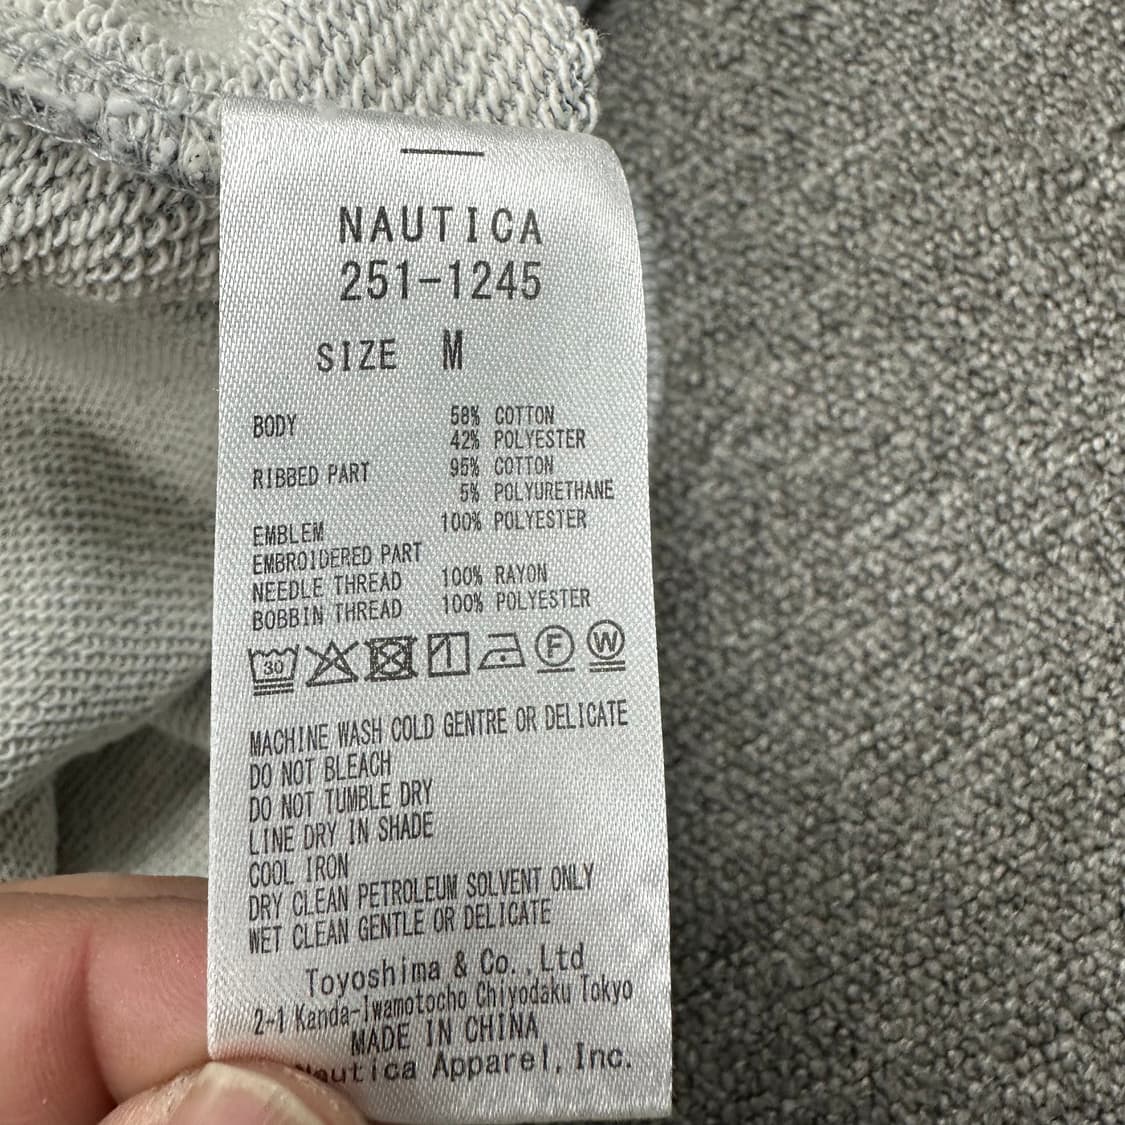 NAUTICA
251-1245
SIZE M
BODY 58% COTTON
42% POLYESTER
RIBBED PART 95% COTTON
5% POLYURETHANE
EMBLEM 100% POLYESTER
EMBROIDERED PART
NEEDLE THREAD 100% RAYON
BOBBIN THREAD 100% POLYESTER
30 F W
MACHINE WASH COLD GENTRE OR DELICATE
DO NOT BLEACH
DO NOT TUMBLE DRY
LINE DRY IN SHADE
COOL IRON
DRY CLEAN PETROLEUM SOLVENT ONLY
WET CLEAN GENTLE OR DELICATE
Toyoshima & Co.,Ltd
2-1 Kanda-Iwamotocho Chiyodaku Tokyo
MADE IN CHINA
Nautica Apparel, Inc.